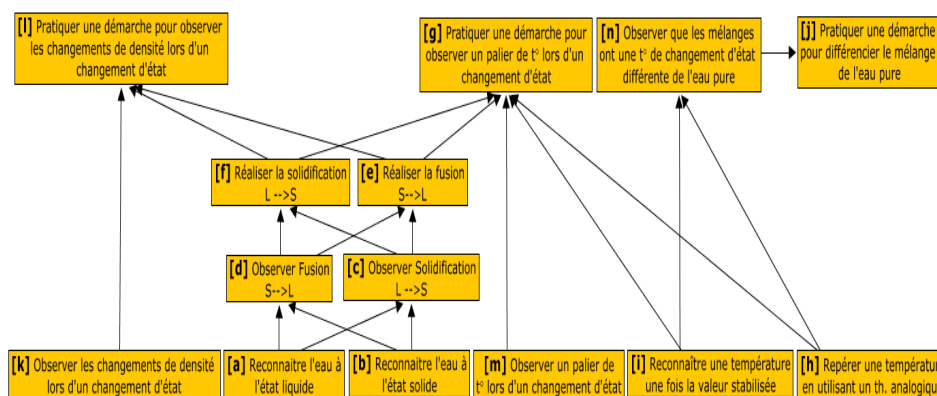 [l] Pratiquer une démarche pour observer
les changements de densité lors d'un
changement d'état
[g] Pratiquer une démarche pour
observer un palier de t° lors d'un
changement d'état
[n] Observer que les mélanges
ont une t° de changement d'état
différente de l'eau pure
[j] Pratiquer une démarche
pour différencier le mélange
de l'eau pure
[f] Réaliser la solidification
L -->S
[e] Réaliser la fusion
S-->L
[d] Observer Fusion
S-->L
[c] Observer Solidification
L -->S
[k] Observer les changements de densité
lors d'un changement d'état
[a] Reconnaitre l'eau à
l'état liquide
[b] Reconnaitre l'eau à
l'état solide
[m] Observer un palier de
t° lors d'un changement d'état
[i] Reconnaître une température
une fois la valeur stabilisée
[h] Repérer une température
en utilisant un th. analogique